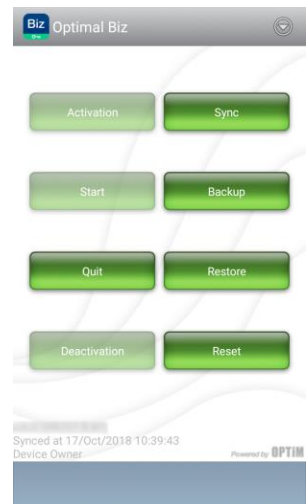 Biz Optimal Biz
Activation Sync
Start Backup
Quit Restore
Deactivation Reset
Synced at 17/Oct/2018 10:39:43
Device Owner Powered by OPTiM